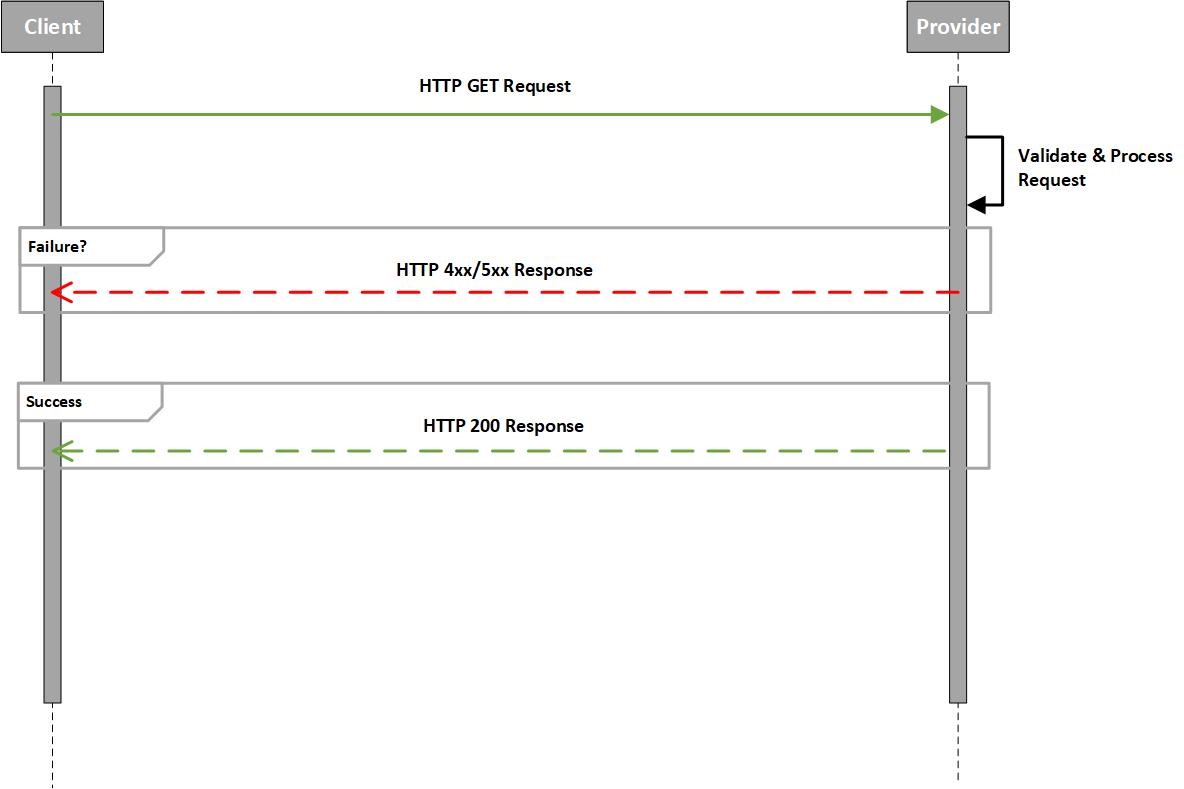 Client
Provider
HTTP GET Request
Validate & Process
Request
Failure?
HTTP 4xx/5xx Response
Success
HTTP 200 Response